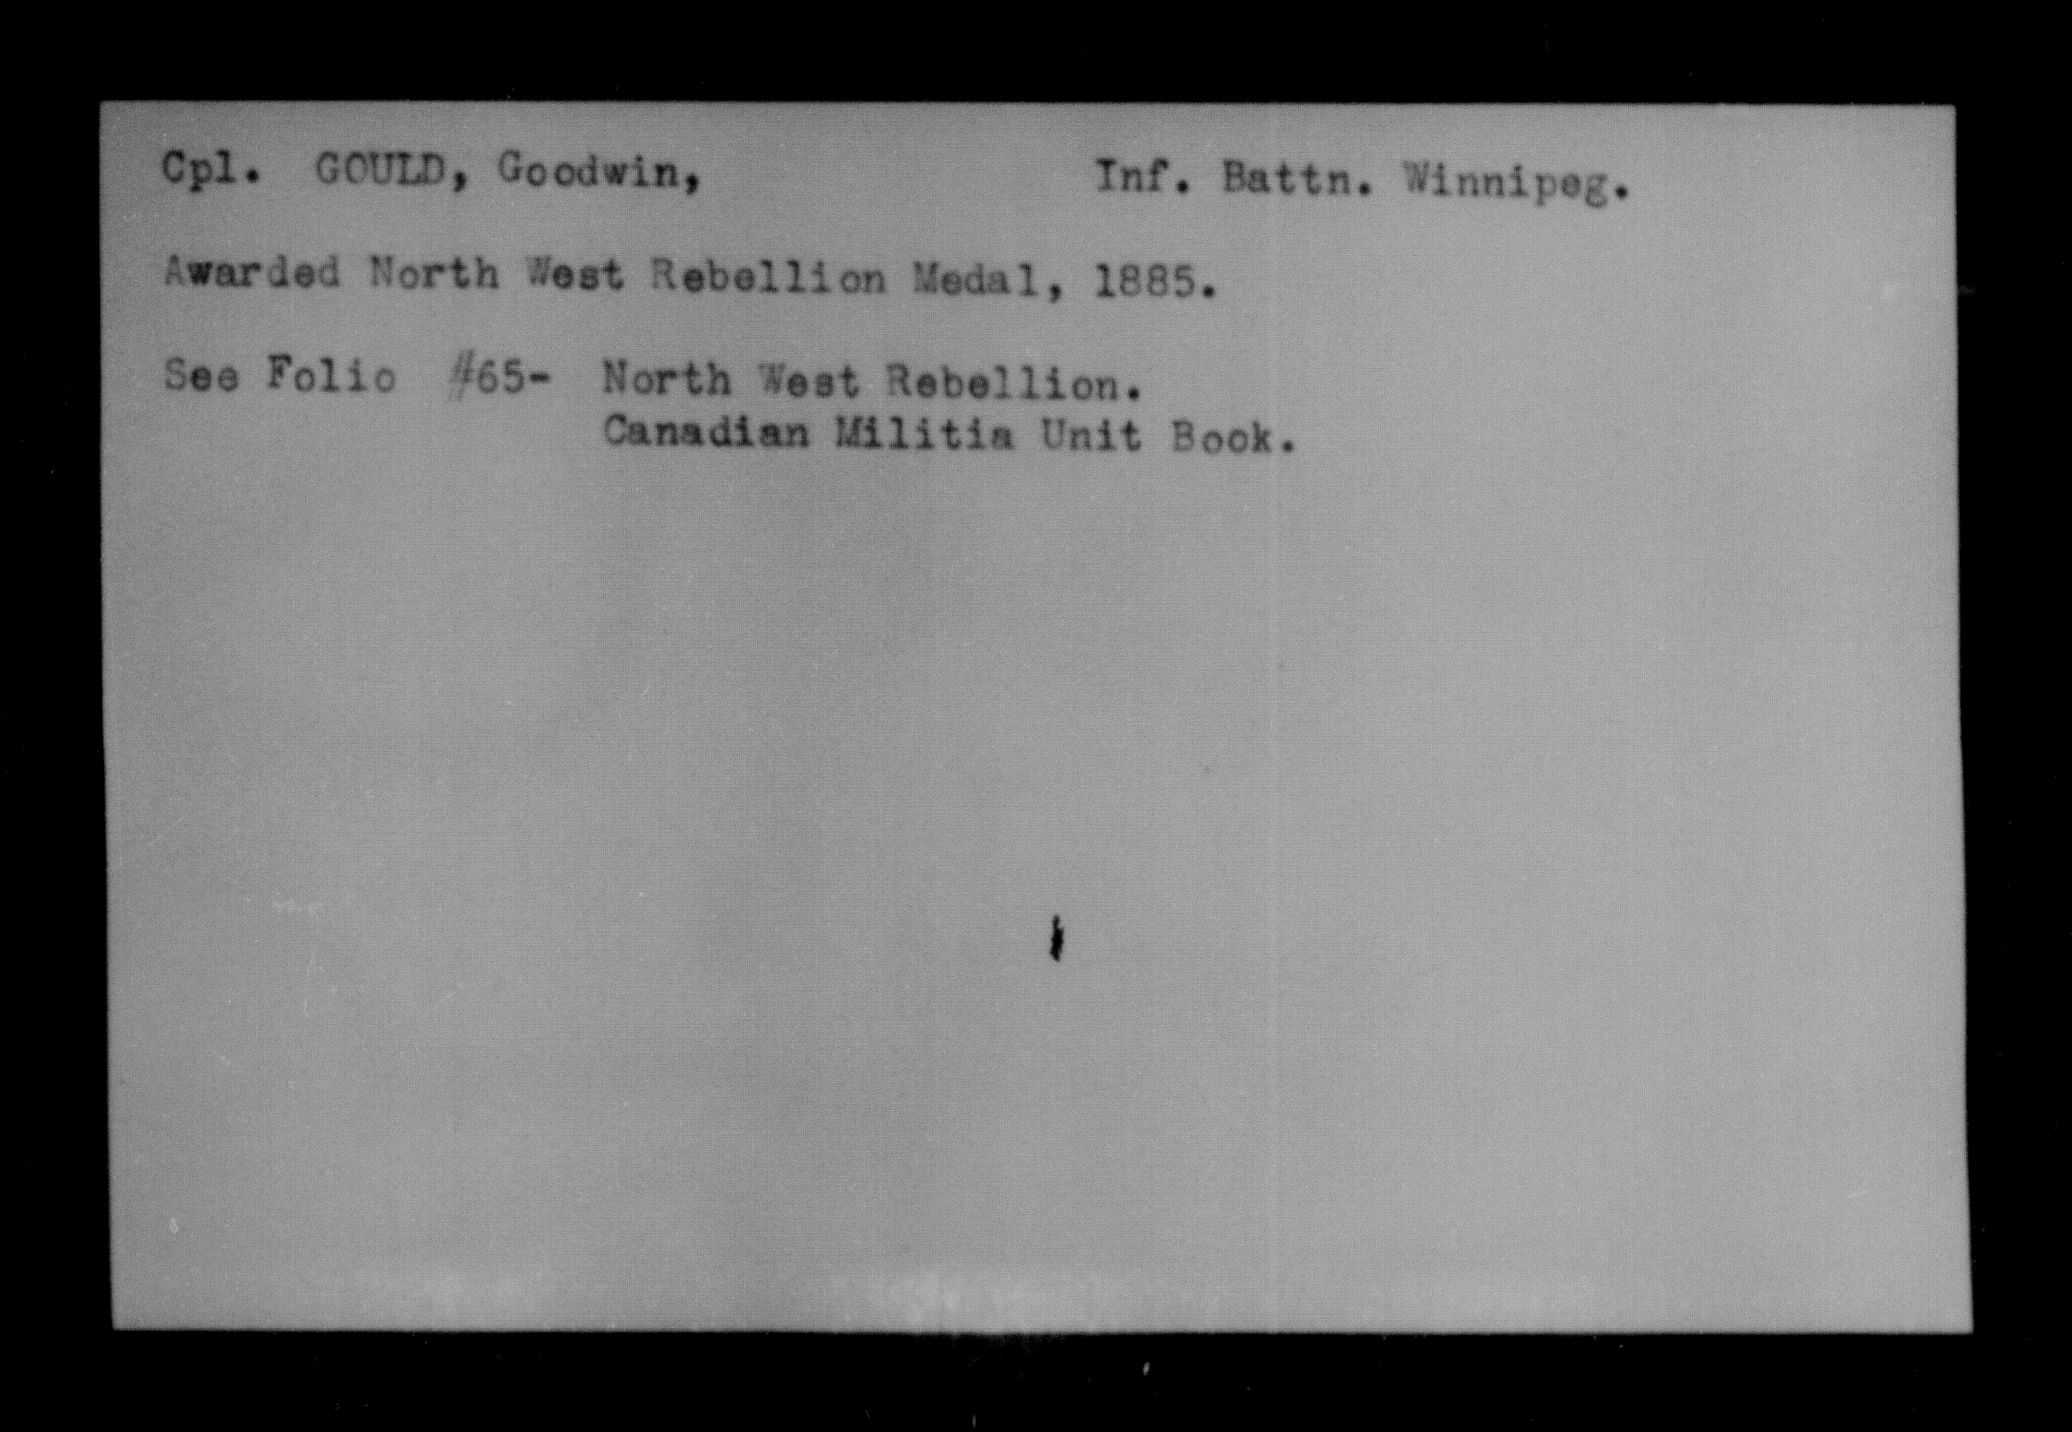 Cpl. GOULD, Goodwin, Inf. Battn. Winnipeg.
Awarded North West Rebellion Medal, 1885.
See Folio #65- North West Rebellion.
Canadian Militia Unit Book.